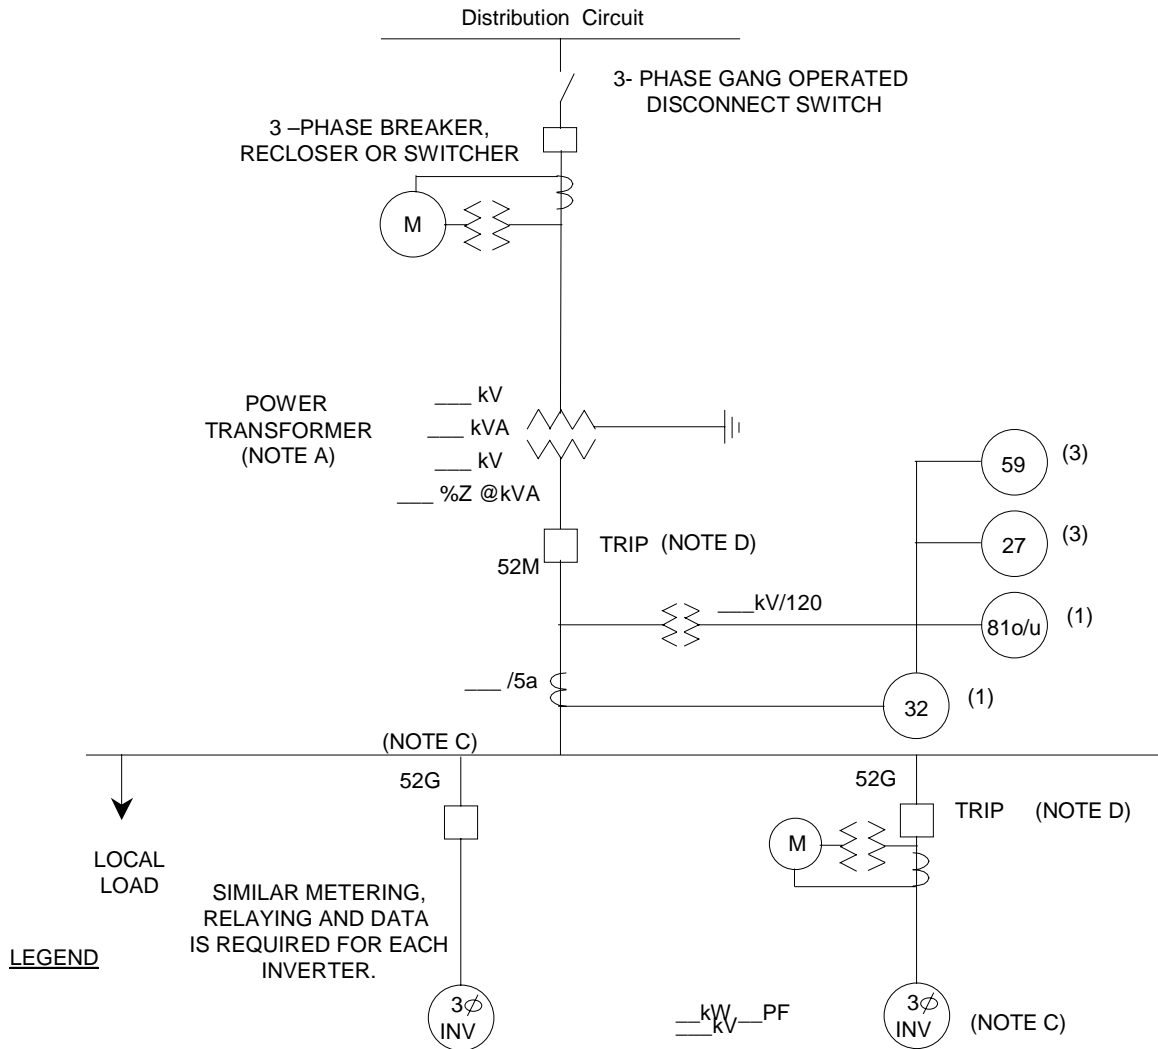 Distribution Circuit
3- PHASE GANG OPERATED
DISCONNECT SWITCH
3 –PHASE BREAKER,
RECLOSER OR SWITCHER
M
POWER
TRANSFORMER
(NOTE A)
___ kV
___ kVA
___ kV
___ %Z @kVA
59 (3)
27 (3)
81o/u (1)
32 (1)
TRIP (NOTE D)
52M
___kV/120
___ /5a
(NOTE C)
52G
52G
TRIP (NOTE D)
M
LOCAL
LOAD
SIMILAR METERING,
RELAYING AND DATA
IS REQUIRED FOR EACH
INVERTER.
LEGEND
3ϕ
INV
__kW__PF
___kV
3ϕ
INV
(NOTE C)